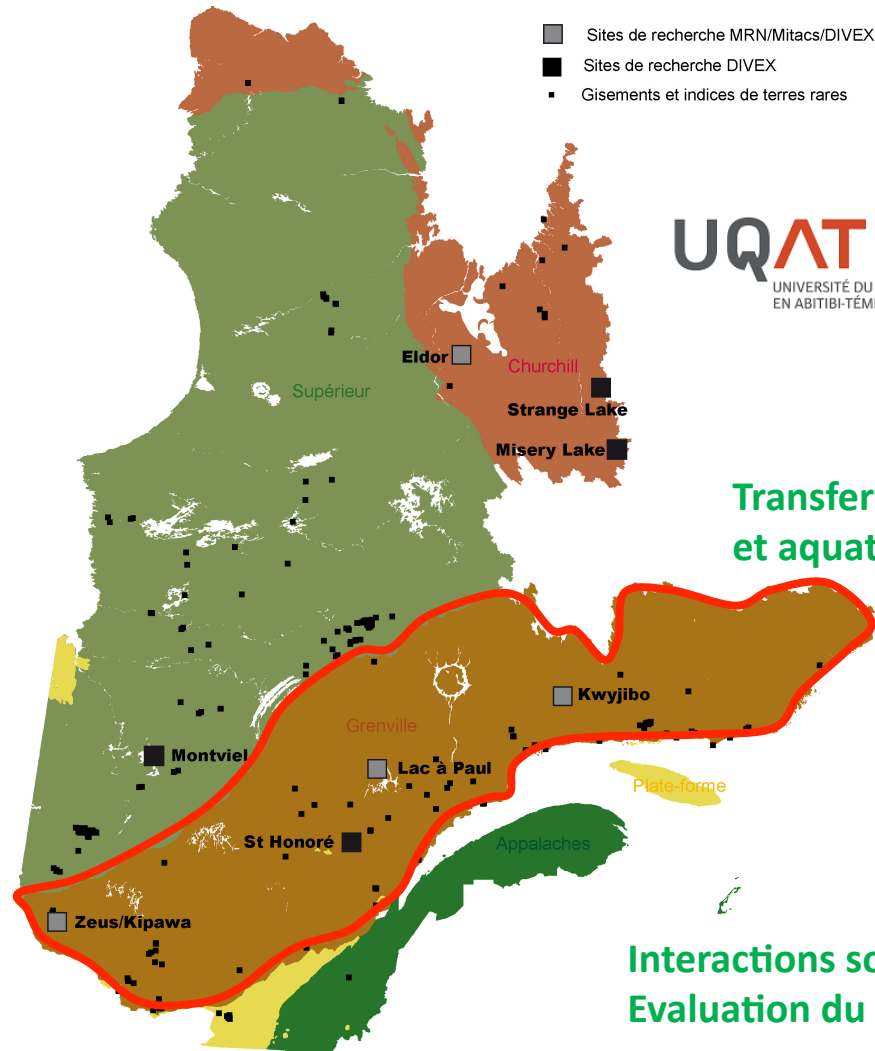 Sites de recherche MRN/Mitacs/DIVEX
Sites de recherche DIVEX
Gisements et indices de terres rares
UQAT
UNIVERSITÉ DU
EN ABITIBI-TÉMI
Eldor
Churchill
Supérieur
Strange Lake
Misery Lake
Transfer
et aquat
Kwyjibo
Grenville
Montviel
Lac à Paul
Plate-forme
St Honoré
Appalaches
Zeus/Kipawa
Interactions so
Evaluation du